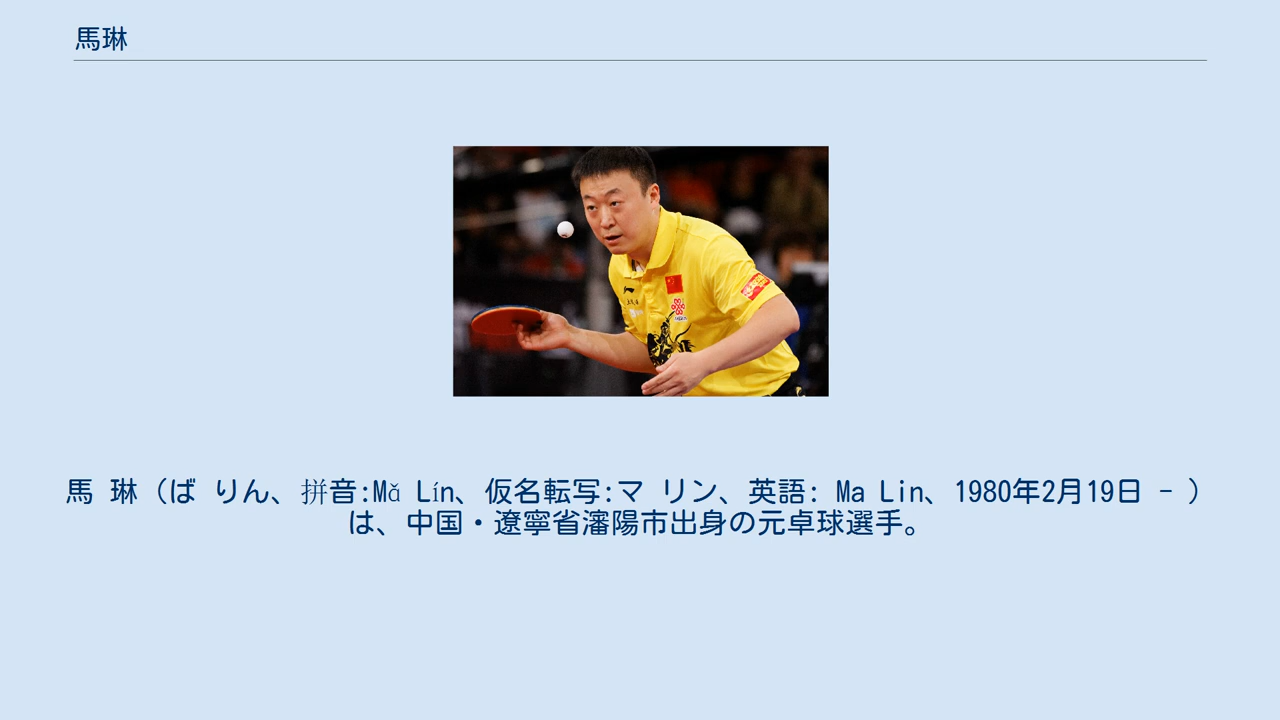 馬琳
馬 琳（ば りん、拼音:Mǎ Lín、仮名転写:マ リン、英語: Ma Lin、1980年2月19日 - ）
は、中国・遼寧省瀋陽市出身の元卓球選手。